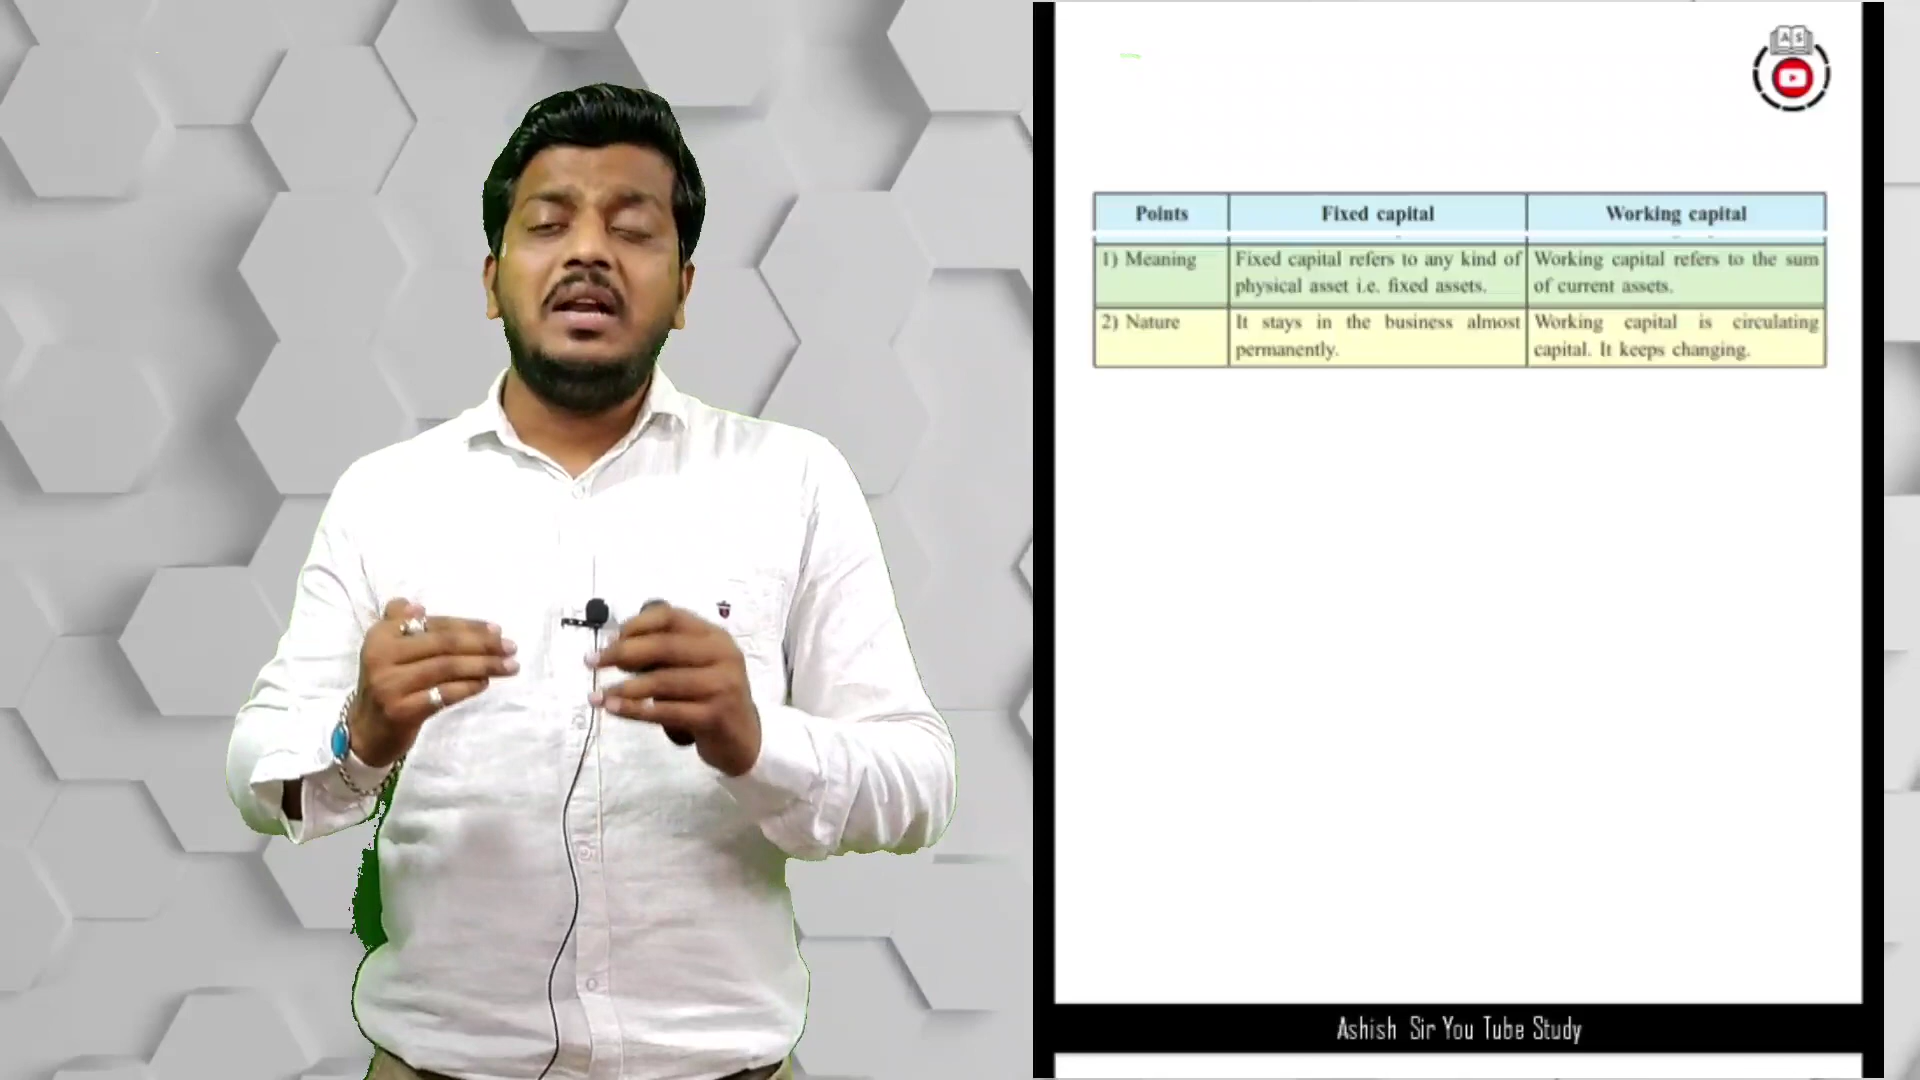 A S
Points Fixed capital Working capital
1) Meaning Fixed capital refers to any kind of Working capital refers to the sum
physical asset i.e. fixed assets. of current assets.
2) Nature It stays in the business almost Working capital is circulating
permanently. capital. It keeps changing.
Ashish Sir You Tube Study